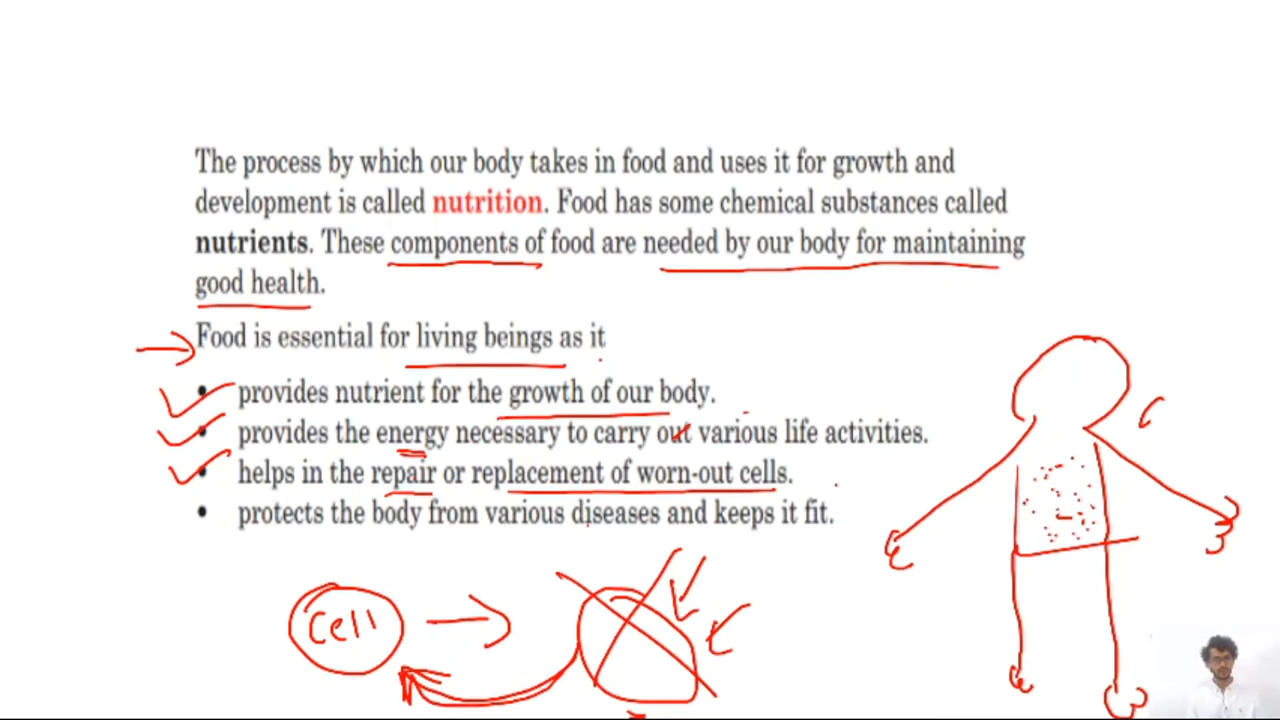 The process by which our body takes in food and uses it for growth and
development is called nutrition. Food has some chemical substances called
nutrients. These components of food are needed by our body for maintaining
good health.
Food is essential for living beings as it
• provides nutrient for the growth of our body.
• provides the energy necessary to carry out various life activities.
• helps in the repair or replacement of worn-out cells.
• protects the body from various diseases and keeps it fit.
Cell